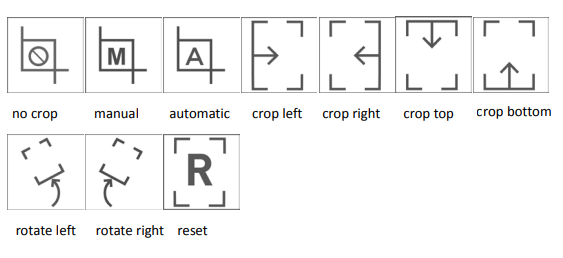 M A
no crop manual automatic crop left crop right crop top crop bottom
R
rotate left rotate right reset